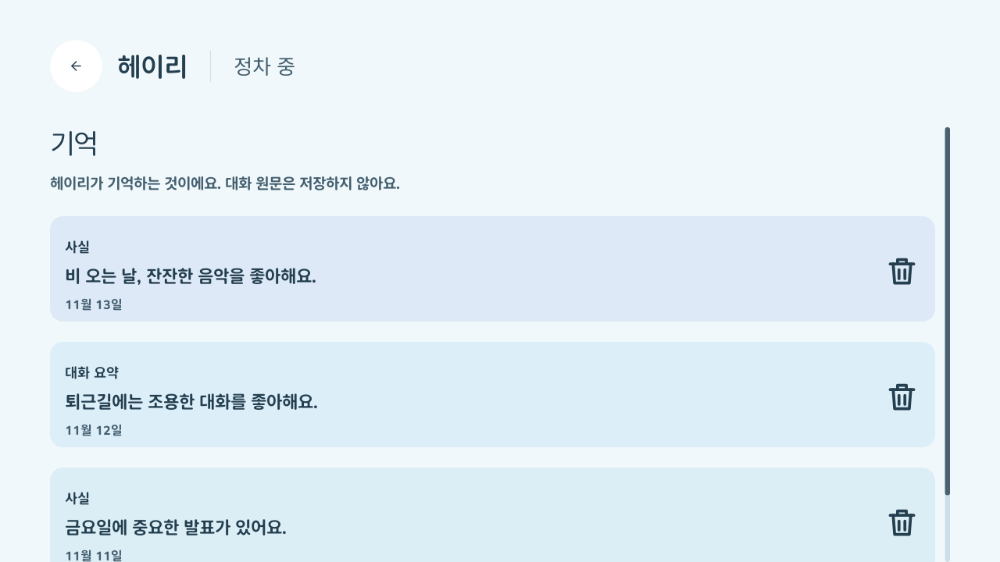 헤이리
정차 중
기억
헤이리가 기억하는 것이에요. 대화 원문은 저장하지 않아요.
사실
비 오는 날, 잔잔한 음악을 좋아해요.
11월 13일
대화 요약
퇴근길에는 조용한 대화를 좋아해요.
11월 12일
사실
금요일에 중요한 발표가 있어요.
11월 11일